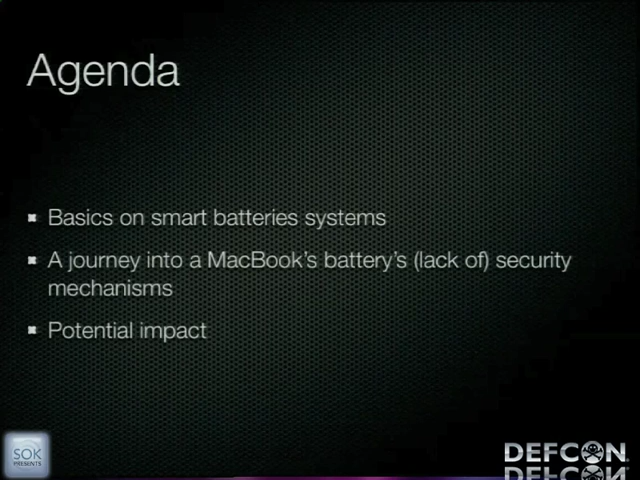 Agenda
Basics on smart batteries systems
A journey into a MacBook's battery's (lack of) security
mechanisms
Potential impact
SOK
PRESENTS
DEFCON